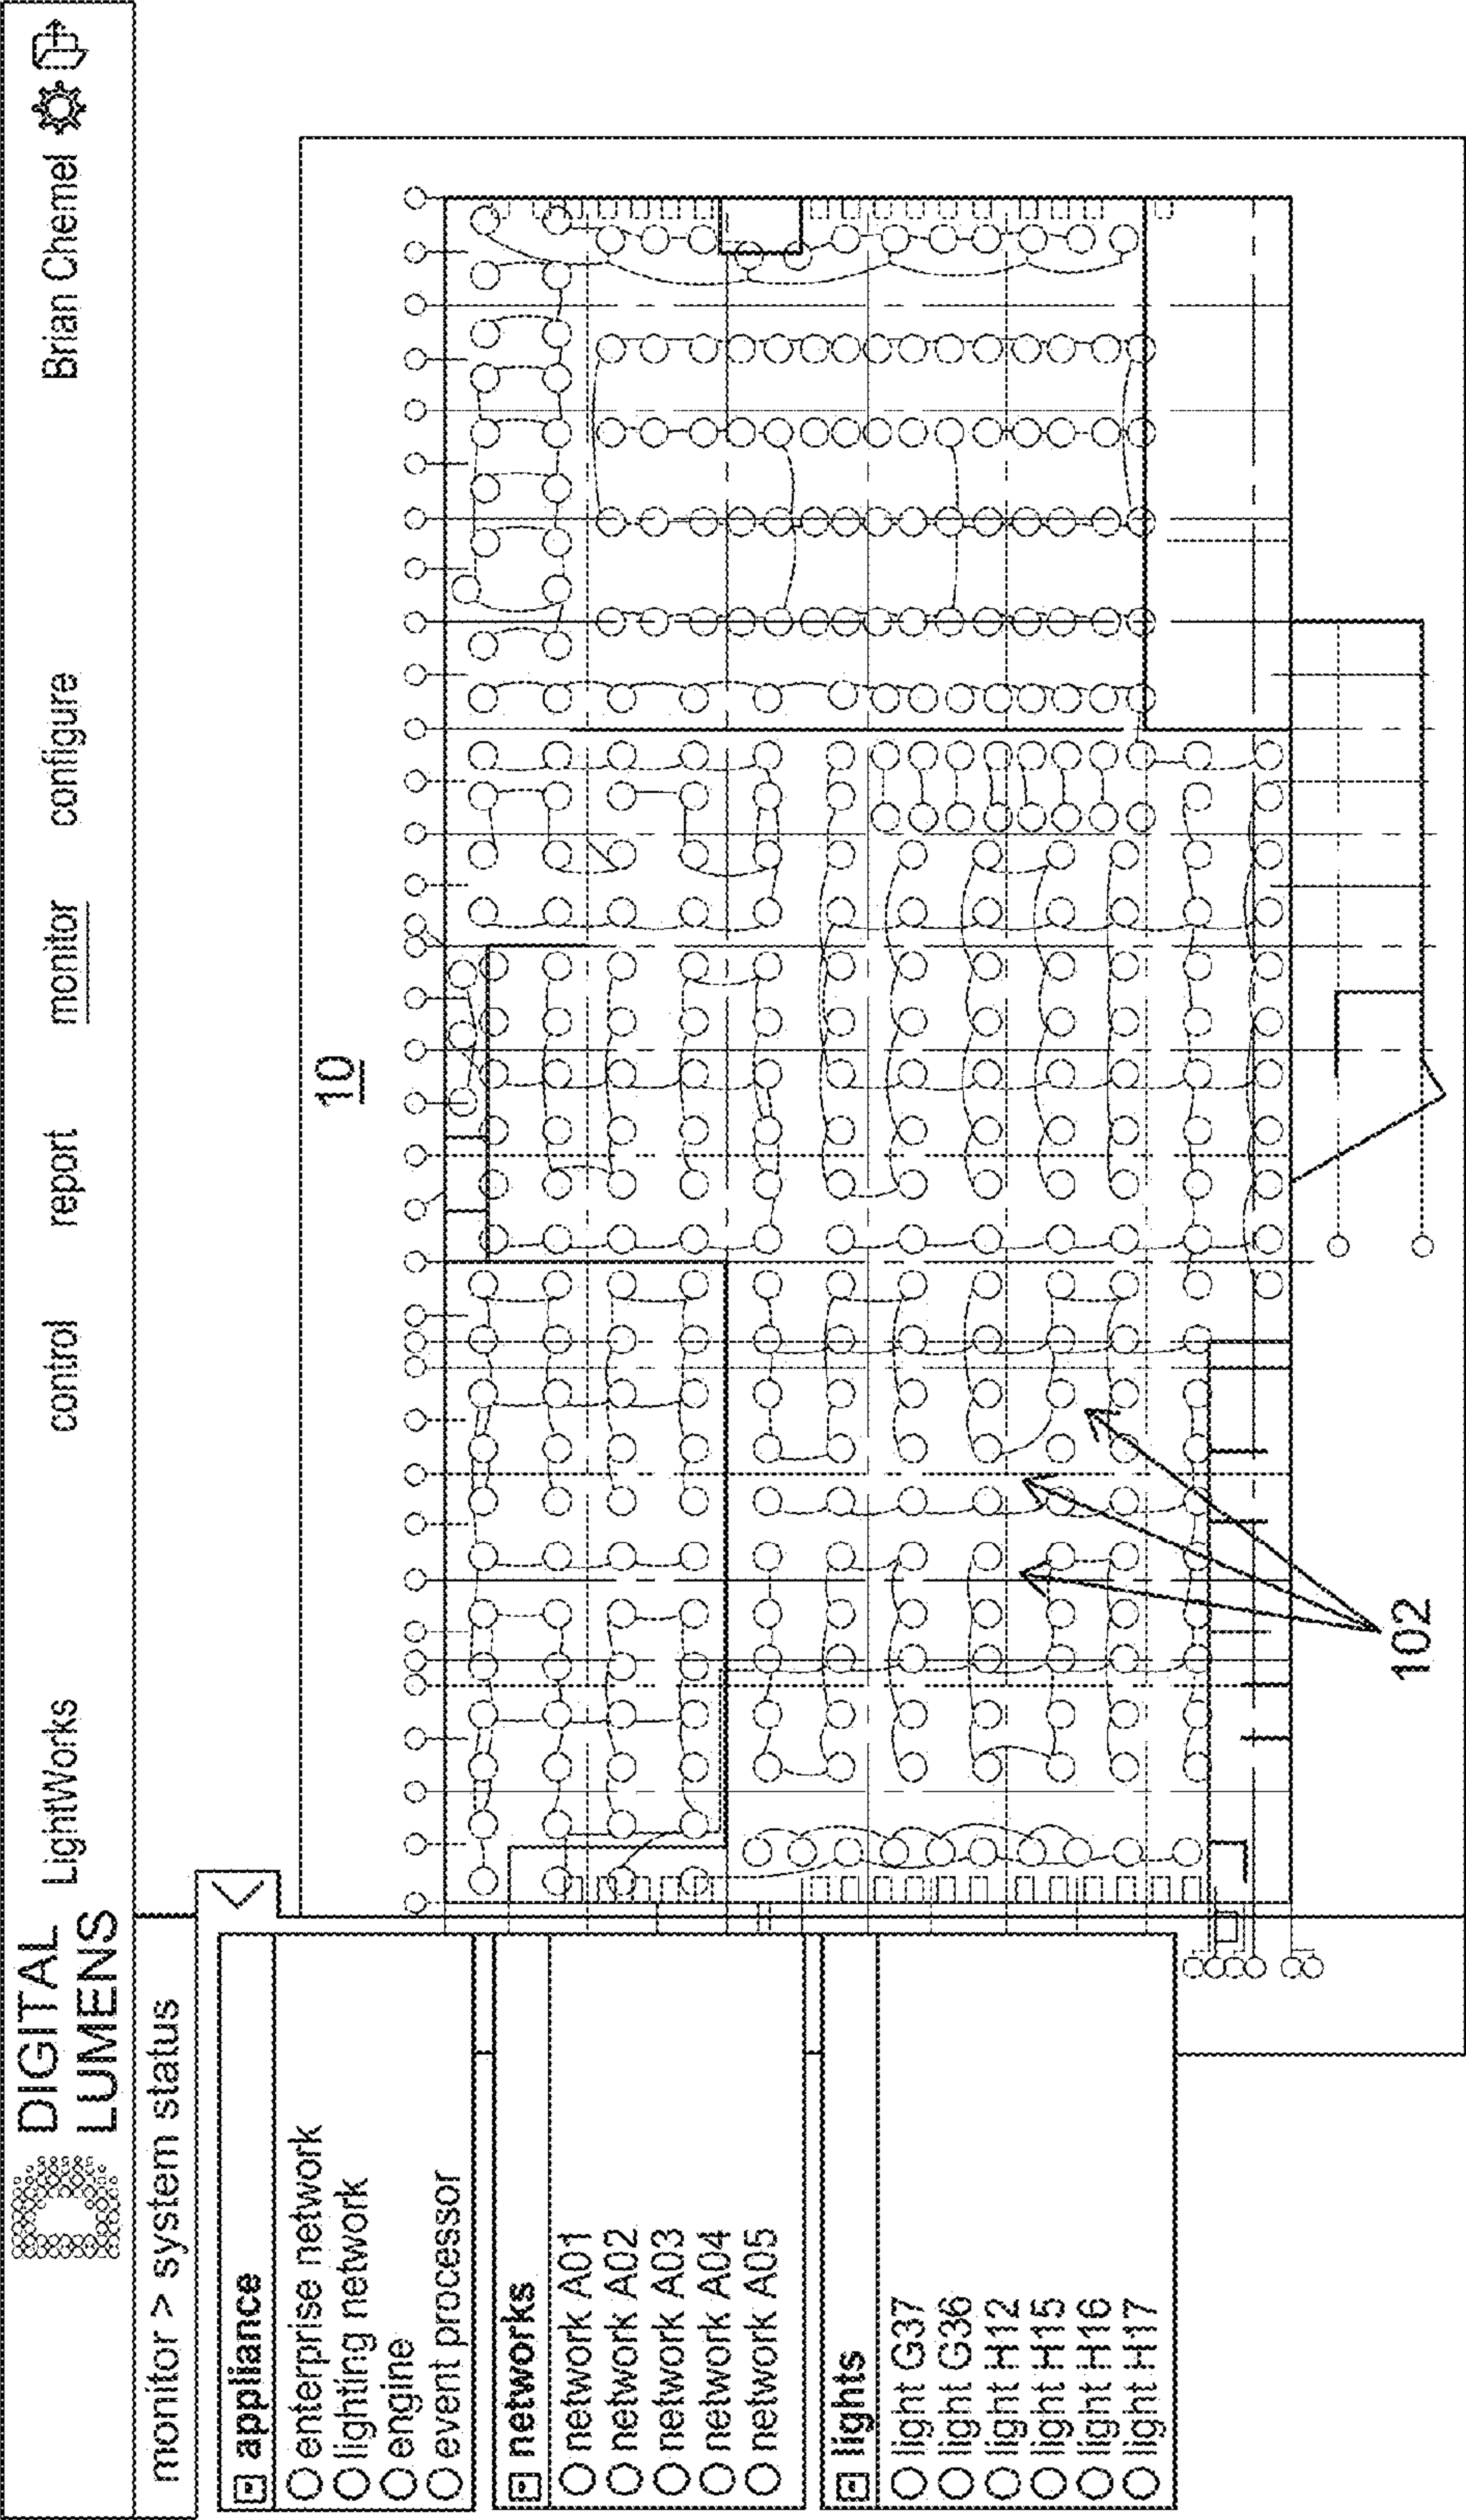 DIGITAL
LUMENS
LightWorks
control
report
monitor
configure
Brian Chemel
monitor > system status
appliance
enterprise network
lighting network
engine
event processor
networks
network A01
network A02
network A03
network A04
network A05
lights
light G37
light G36
light H12
light H15
light H16
light H17
10
102